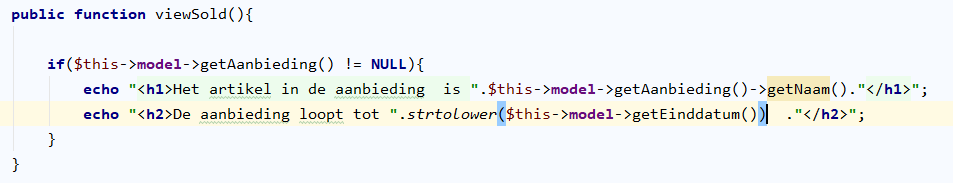 public function viewSold(){
if($this->model->getAanbieding() != NULL){
echo "<h1>Het artikel in de aanbieding  is ".$this->model->getAanbieding()->getNaam()."</h1>";
echo "<h2>De aanbieding loopt tot ".strtolower($this->model->getEinddatum())  ."</h2>";
}
}